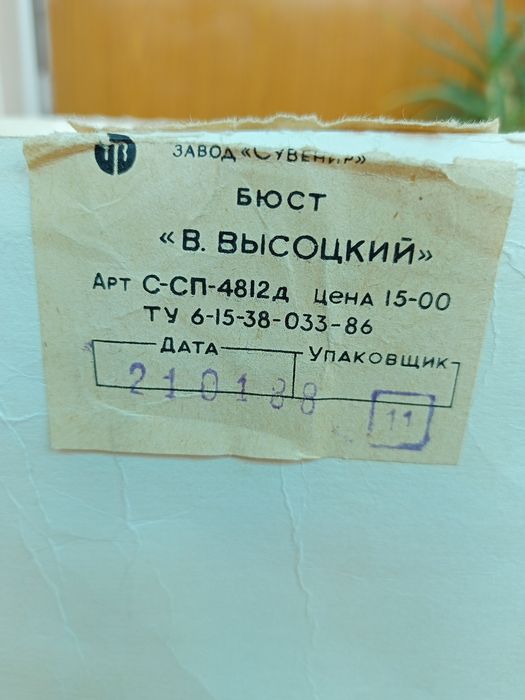 ЗАВОД «СУВЕНИР»
БЮСТ
«В. ВЫСОЦКИЙ»
Арт С-СП-4812д цена 15-00
ТУ 6-15-38-033-86
ДАТА УПАКОВЩИК
210188 11